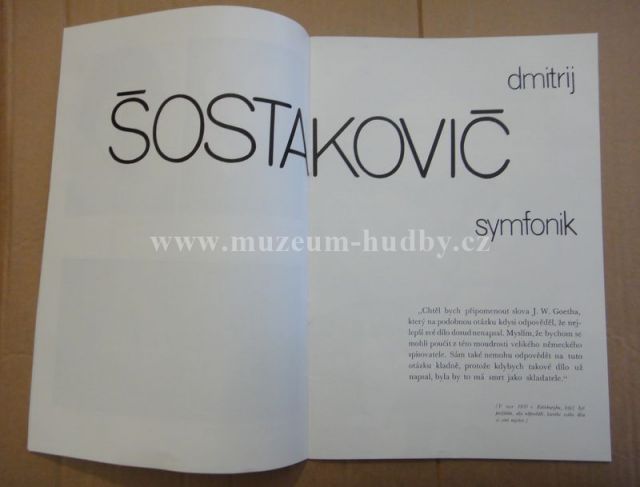 dmitrij
ŠOSTAKOVIČ
symfonik
www.muzeum-hudby.cz
„Chtěl bych připomenout slova J. W. Goetha,
který na podobnou otázku kdysi odpověděl, že nej-
lepší své dílo dosud nenapsal. Myslím, že bychom se
mohli poučit z této moudrosti velikého německého
spisovatele. Sám také nemohu odpovědět na tuto
otázku kladně, protože kdybych takové dílo už
napsal, byla by to má smrt jako skladatele.“